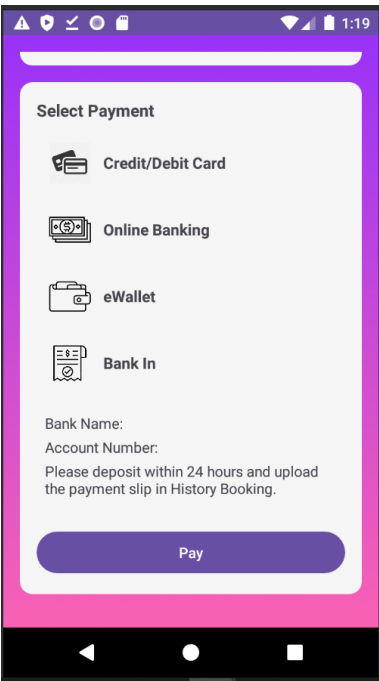 1:19
Select Payment
Credit/Debit Card
Online Banking
eWallet
Bank In
Bank Name:
Account Number:
Please deposit within 24 hours and upload
the payment slip in History Booking.
Pay